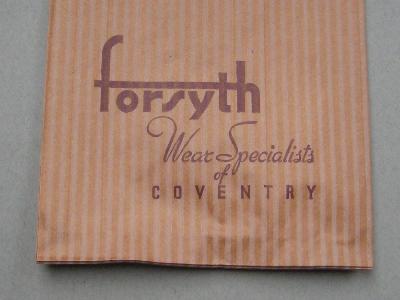 forsyth
Wear Specialists
of
COVENTRY